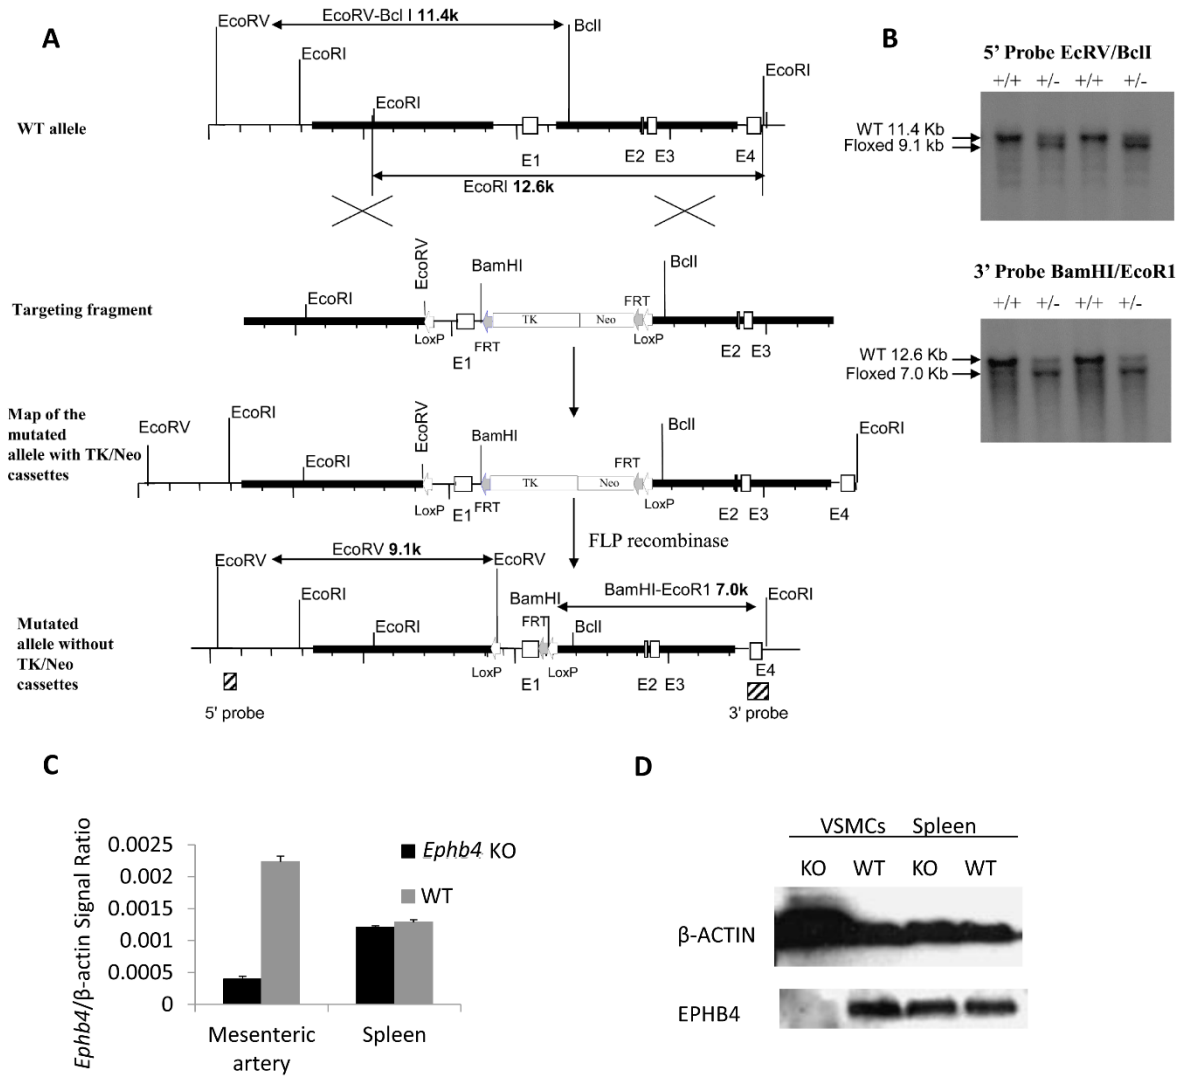 A
EcoRV
EcoRV-Bcl I 11.4k
BclI
EcoRI
EcoRI
EcoRI
WT allele
E1
E2
E3
E4
EcoRI 12.6k
EcoRV
BamHI
BclI
EcoRI
FRT
Targeting fragment
TK
Neo
LoxP
E1
FRT
LoxP
E2
E3
Map of the
mutated
allele with TK/Neo
cassettes
EcoRV
EcoRI
EcoRV
BamHI
BclI
EcoRI
EcoRI
FRT
TK
Neo
LoxP
E1
FRT
LoxP
E2
E3
E4
FLP recombinase
EcoRV
EcoRV 9.1k
EcoRV
BamHI-EcoR1 7.0k
EcoRI
BamHI
EcoRI
FRT
EcoRI
BclI
Mutated
allele without
TK/Neo
cassettes
LoxP
E1
LoxP
E2
E3
E4
5' probe
3' probe
B
5' Probe EcRV/BclI
+/+ +/- +/+ +/-
WT 11.4 Kb
Floxed 9.1 kb
3' Probe BamHI/EcoR1
+/+ +/- +/+ +/-
WT 12.6 Kb
Floxed 7.0 Kb
C
Ephb4/β-actin Signal Ratio
0.0025
0.002
0.0015
0.001
0.0005
0
Ephb4 KO
WT
Mesenteric
artery
Spleen
D
VSMCs Spleen
KO WT KO WT
β-ACTIN
EPHB4